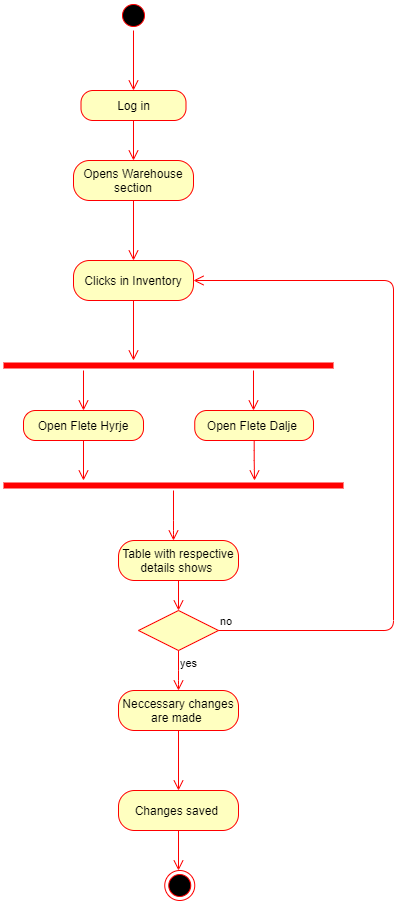 Log in
Opens Warehouse
section
Clicks in Inventory
Open Flete Hyrje
Open Flete Dalje
Table with respective
details shows
no
yes
Neccessary changes
are made
Changes saved